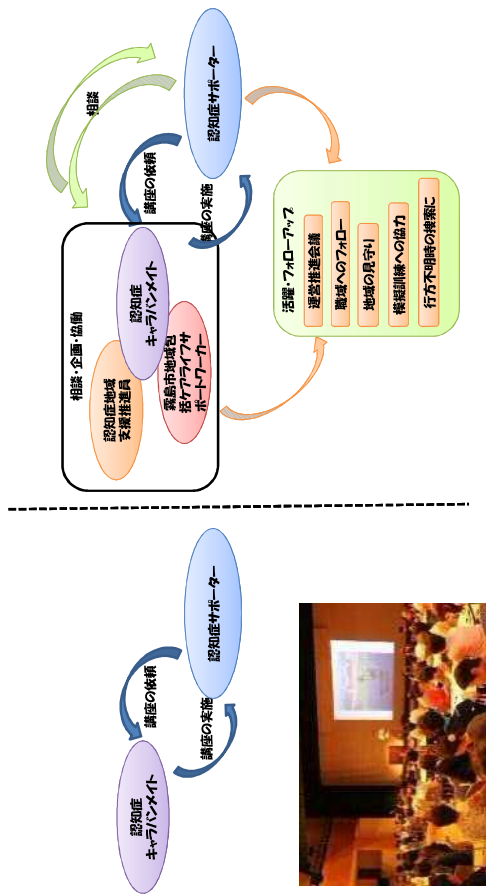 認知症
キャラバンメイト
講座の依頼
講座の実施
認知症サポーター
相談・企画・協働
認知症地域
支援推進員
認知症
キャラバンメイト
霧島市地域包
括ケアライフサ
ポートワーカー
講座の依頼
講座の実施
相談
認知症サポーター
活躍・フォローアップ
運営推進会議
職域へのフォロー
地域の見守り
模擬訓練への協力
行方不明時の捜索に